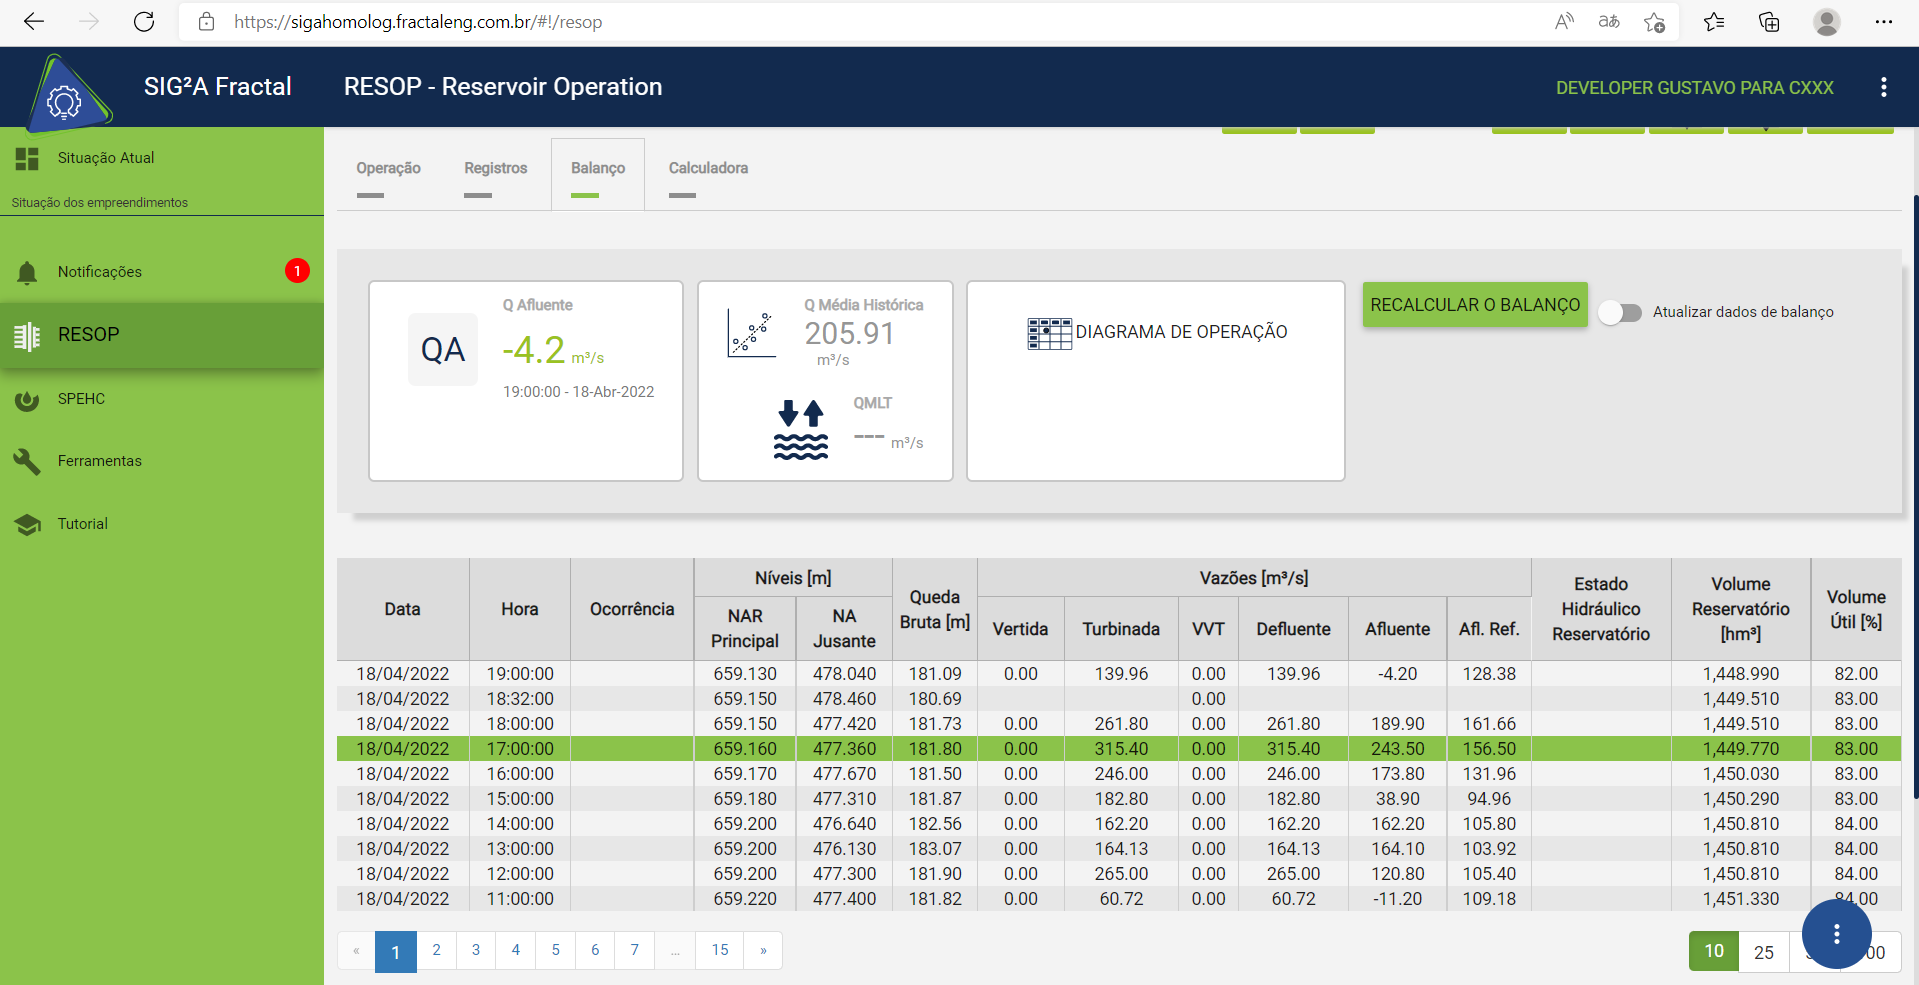 https://sigahomolog.fractaleng.com.br/#!/resop
SIG²A Fractal
RESOP - Reservoir Operation
DEVELOPER GUSTAVO PARA CXXX
Situação Atual
Situação dos empreendimentos
Notificações 1
RESOP
SPEHC
Ferramentas
Tutorial
Operação Registros Balanço Calculadora
QA
Q Afluente
-4.2 m³/s
19:00:00 - 18-Abr-2022
Q Média Histórica
205.91
m³/s
QMLT
--- m³/s
DIAGRAMA DE OPERAÇÃO
RECALCULAR O BALANÇO
Atualizar dados de balanço
Data Hora Ocorrência Níveis [m] Queda Bruta [m] Vazões [m³/s] Estado Hidráulico Reservatório Volume Reservatório [hm³] Volume Útil [%]
NAR Principal NA Jusante Vertida Turbinada VVT Defluente Afluente Afl. Ref.
18/04/2022 19:00:00 659.130 478.040 181.09 0.00 139.96 0.00 139.96 -4.20 128.38 1,448.990 82.00
18/04/2022 18:32:00 659.150 478.460 180.69 0.00 1,449.510 83.00
18/04/2022 18:00:00 659.150 477.420 181.73 0.00 261.80 0.00 261.80 189.90 161.66 1,449.510 83.00
18/04/2022 17:00:00 659.160 477.360 181.80 0.00 315.40 0.00 315.40 243.50 156.50 1,449.770 83.00
18/04/2022 16:00:00 659.170 477.670 181.50 0.00 246.00 0.00 246.00 173.80 131.96 1,450.030 83.00
18/04/2022 15:00:00 659.180 477.310 181.87 0.00 182.80 0.00 182.80 38.90 94.96 1,450.290 83.00
18/04/2022 14:00:00 659.200 476.640 182.56 0.00 162.20 0.00 162.20 162.20 105.80 1,450.810 84.00
18/04/2022 13:00:00 659.200 476.130 183.07 0.00 164.13 0.00 164.13 164.10 103.92 1,450.810 84.00
18/04/2022 12:00:00 659.200 477.300 181.90 0.00 265.00 0.00 265.00 120.80 105.40 1,450.810 84.00
18/04/2022 11:00:00 659.220 477.400 181.82 0.00 60.72 0.00 60.72 -11.20 109.18 1,451.330 84.00
« 1 2 3 4 5 6 7 ... 15 »
10 25